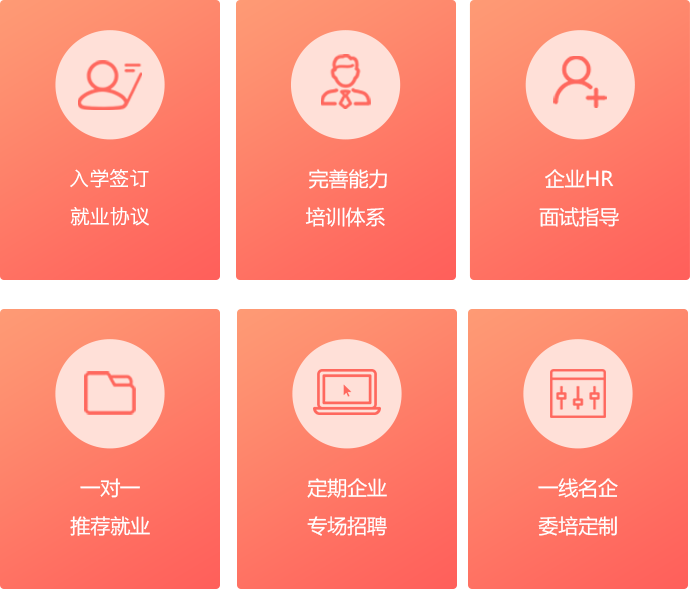 入学签订
就业协议
完善能力
培训体系
企业HR
面试指导
一对一
推荐就业
定期企业
专场招聘
一线名企
委培定制